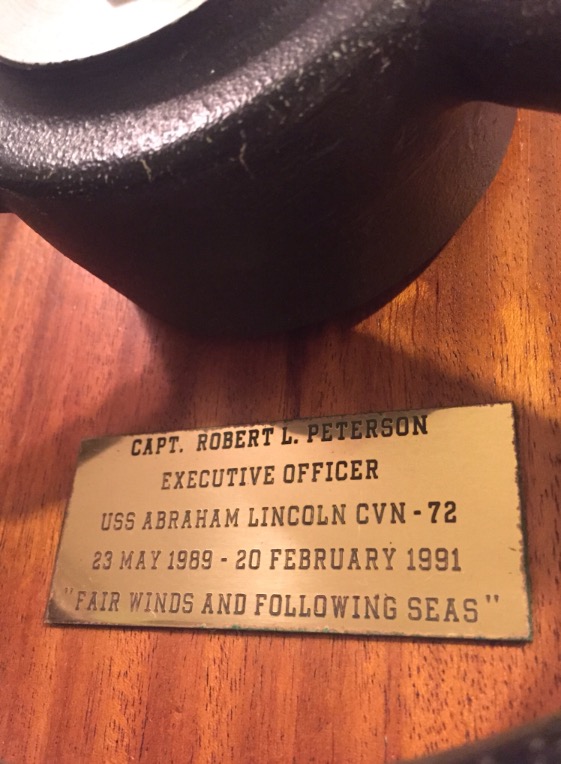 CAPT. ROBERT L. PETERSON
EXECUTIVE OFFICER
USS ABRAHAM LINCOLN CVN-72
23 MAY 1989 - 20 FEBRUARY 1991
"FAIR WINDS AND FOLLOWING SEAS"